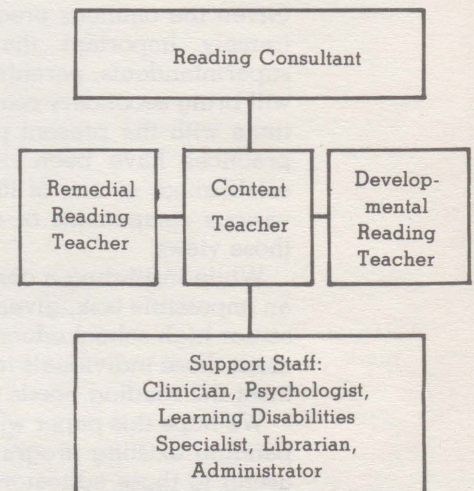 Reading Consultant
Remedial
Reading
Teacher
Content
Teacher
Develop-
mental
Reading
Teacher
Support Staff:
Clinician, Psychologist,
Learning Disabilities
Specialist, Librarian,
Administrator